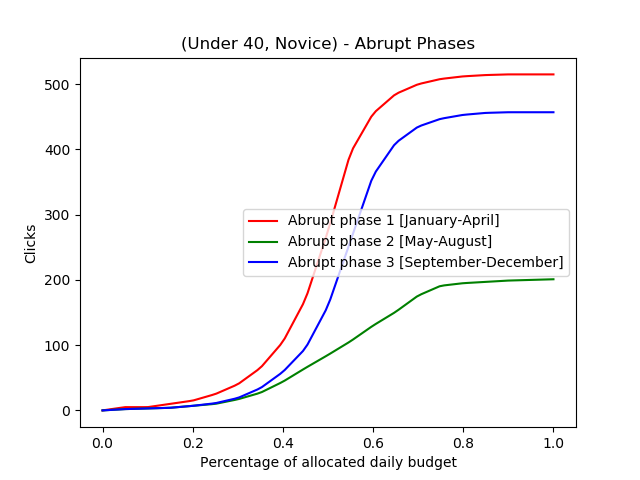 (Under 40, Novice) - Abrupt Phases
500
400
300
200
100
0
Clicks
Abrupt phase 1 [January-April]
Abrupt phase 2 [May-August]
Abrupt phase 3 [September-December]
0.0 0.2 0.4 0.6 0.8 1.0
Percentage of allocated daily budget